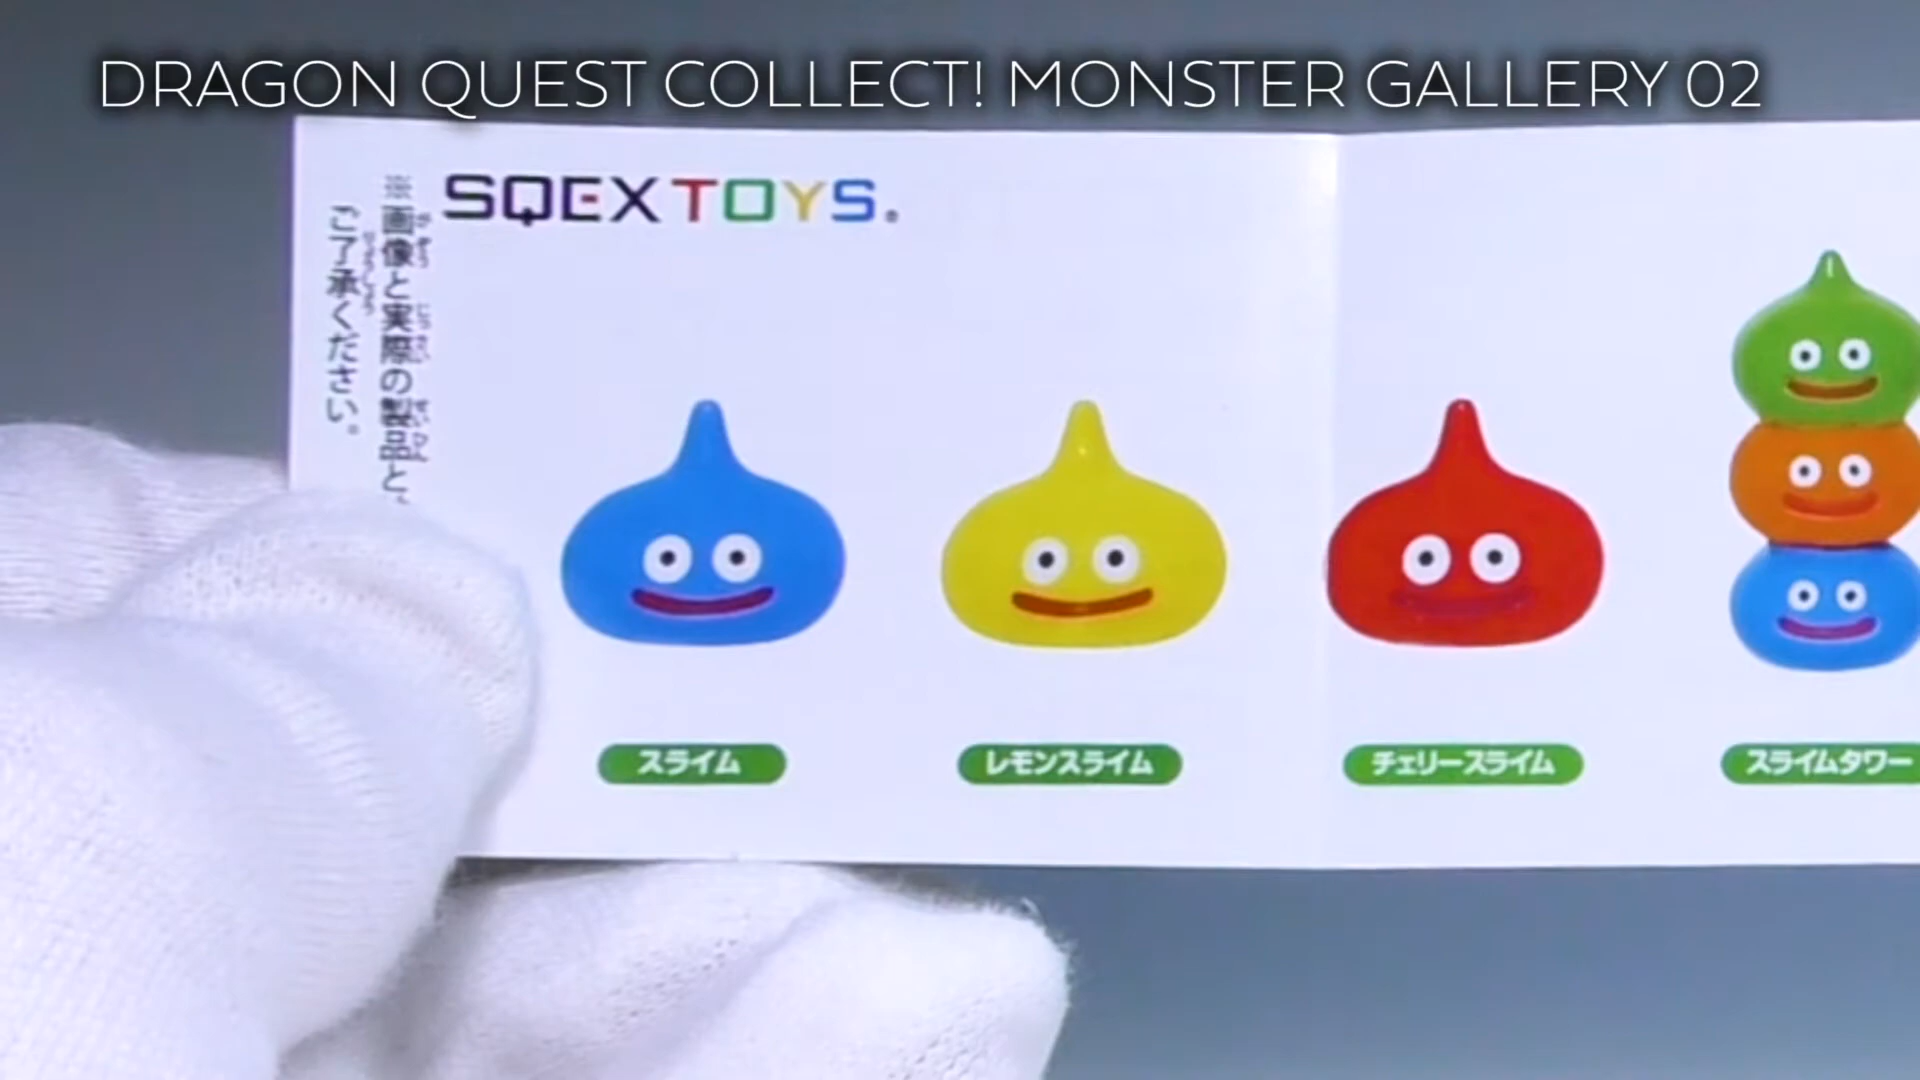 DRAGON QUEST COLLECT! MONSTER GALLERY 02
SQEX TOYS
※画像と実際の製品と、
ご了承ください。
スライム
レモンスライム
チェリースライム
スライムタワー